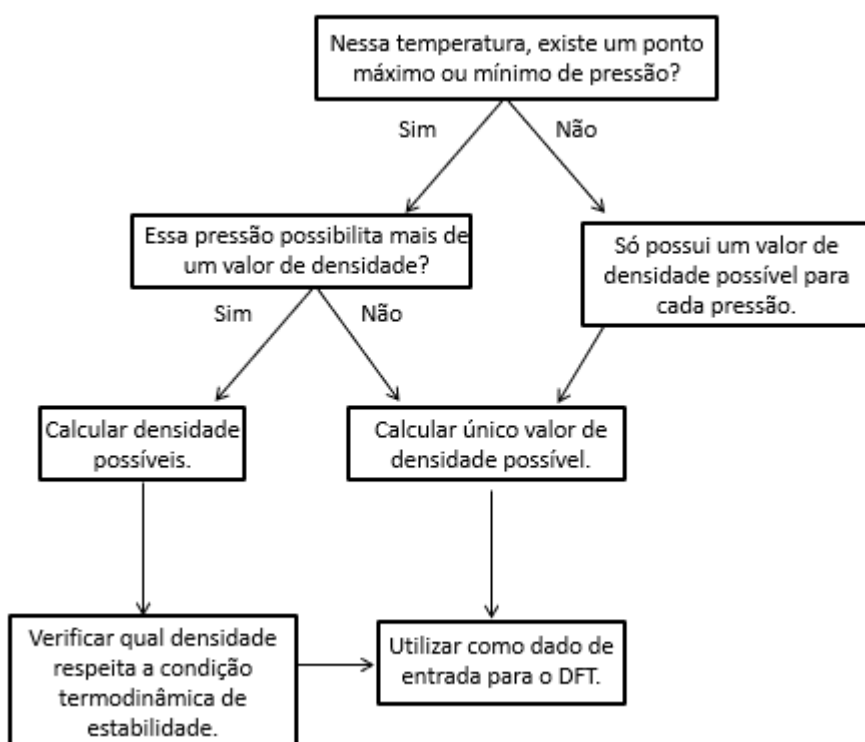 Nessa temperatura, existe um ponto
máximo ou mínimo de pressão?
Sim
Não
Essa pressão possibilita mais de
um valor de densidade?
Só possui um valor de
densidade possível para
cada pressão.
Sim
Não
Calcular densidade
possíveis.
Calcular único valor de
densidade possível.
Verificar qual densidade
respeita a condição
termodinâmica de
estabilidade.
Utilizar como dado de
entrada para o DFT.